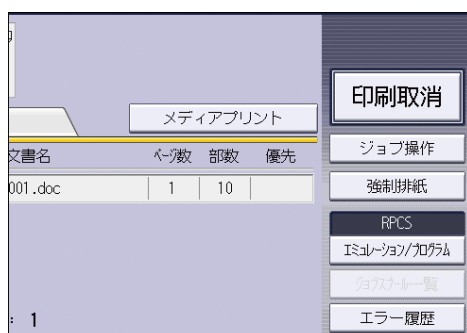 印刷取消
メディアプリント
ジョブ操作
文書名 ページ数 部数 優先
001.doc 1 10
強制排紙
RPCS
エミュレーション/プログラム
ジョブスプール一覧
エラー履歴
: 1